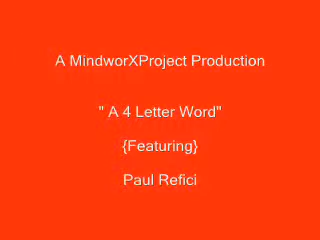 A MindworXProject Production
" A 4 Letter Word"
{Featuring}
Paul Refici